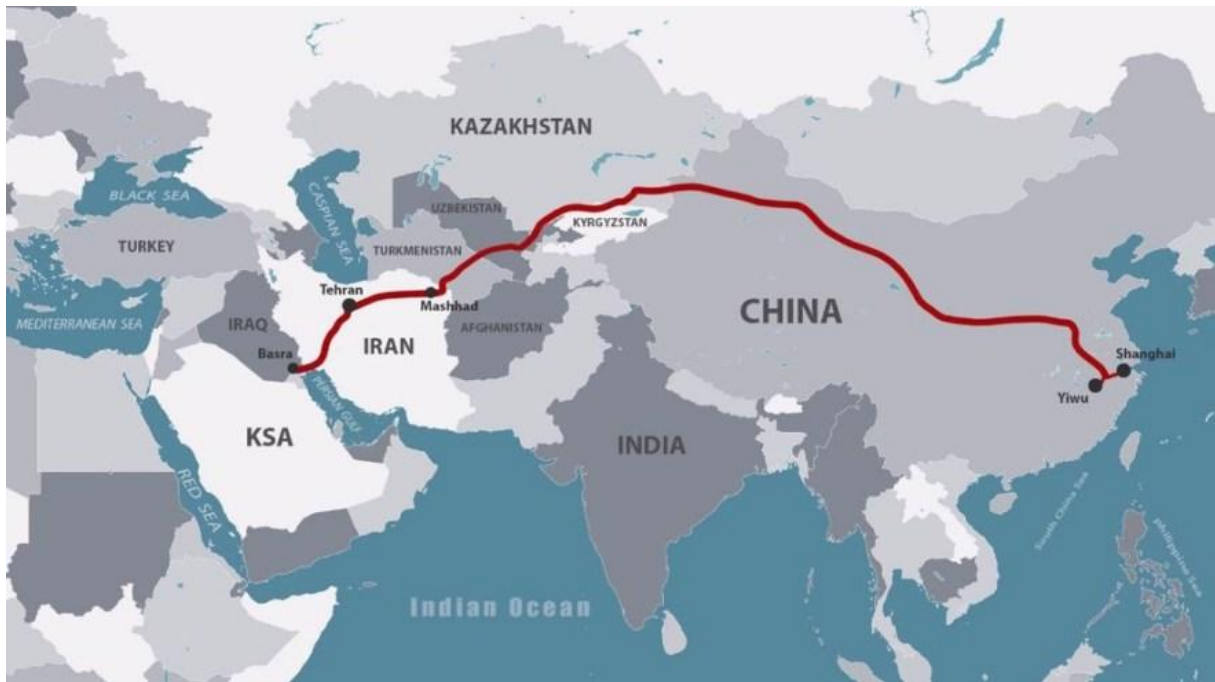 KAZAKHSTAN
BLACK SEA
CASPIAN SEA
UZBEKISTAN
KYRGYZSTAN
TURKEY
TURKMENISTAN
Tehran
Mashhad
MEDITERRANEAN SEA
IRAQ
AFGHANISTAN
CHINA
IRAN
Basra
Shanghai
PERSIAN GULF
Yiwu
KSA
INDIA
RED SEA
South China Sea
Philippine Sea
Indian Ocean